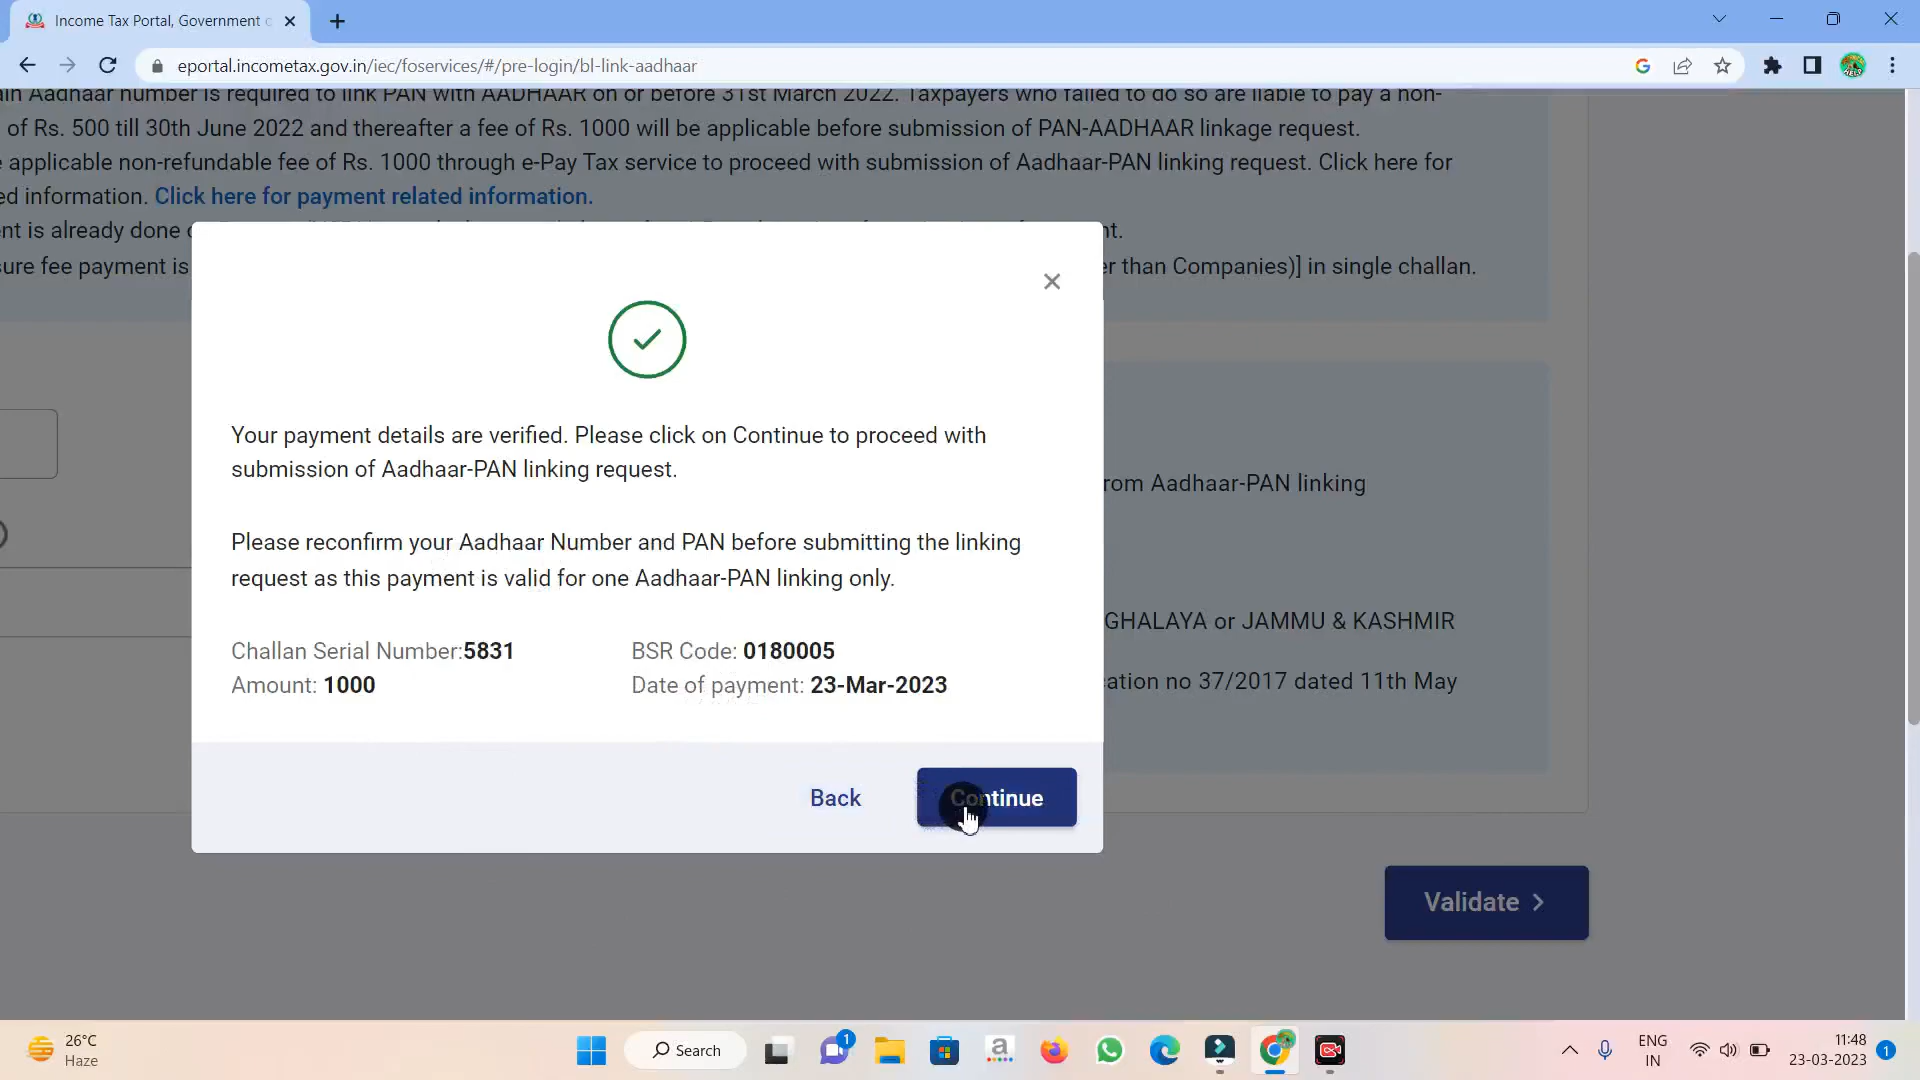 Income Tax Portal, Government
eportal.incometax.gov.in/iec/foservices/#/pre-login/bl-link-aadhaar
ain Aadhaar number is required to link PAN with AADHAAR on or before 31st March 2022. Taxpayers who failed to do so are liable to pay a non-
of Rs. 500 till 30th June 2022 and thereafter a fee of Rs. 1000 will be applicable before submission of PAN-AADHAAR linkage request.
e applicable non-refundable fee of Rs. 1000 through e-Pay Tax service to proceed with submission of Aadhaar-PAN linking request. Click here for
ed information. Click here for payment related information.
nt is already done
nt.
sure fee payment is
er than Companies)] in single challan.
Your payment details are verified. Please click on Continue to proceed with
submission of Aadhaar-PAN linking request.
rom Aadhaar-PAN linking
Please reconfirm your Aadhaar Number and PAN before submitting the linking
request as this payment is valid for one Aadhaar-PAN linking only.
GHALAYA or JAMMU & KASHMIR
Challan Serial Number:5831
BSR Code: 0180005
Amount: 1000
Date of payment: 23-Mar-2023
cation no 37/2017 dated 11th May
Back
Continue
Validate
26°C
Haze
Search
1
ENG
IN
11:48
23-03-2023
1